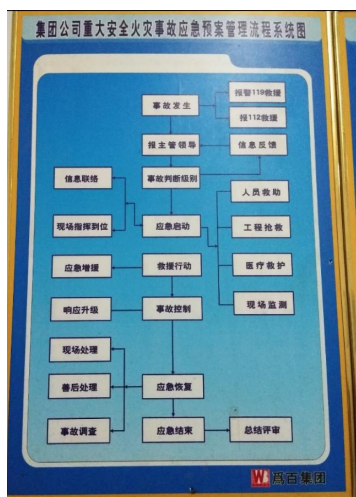 集团公司重大安全火灾事故应急预案管理流程系统图
报警119救援
事故发生
报112救援
报主管领导
信息反馈
信息联络
事故判断级别
人员救助
现场指挥到位
应急启动
工程抢救
应急增援
救援行动
医疗救护
响应升级
事故控制
现场监测
现场处理
善后处理
应急恢复
事故调查
应急结束
总结评审
为百集团